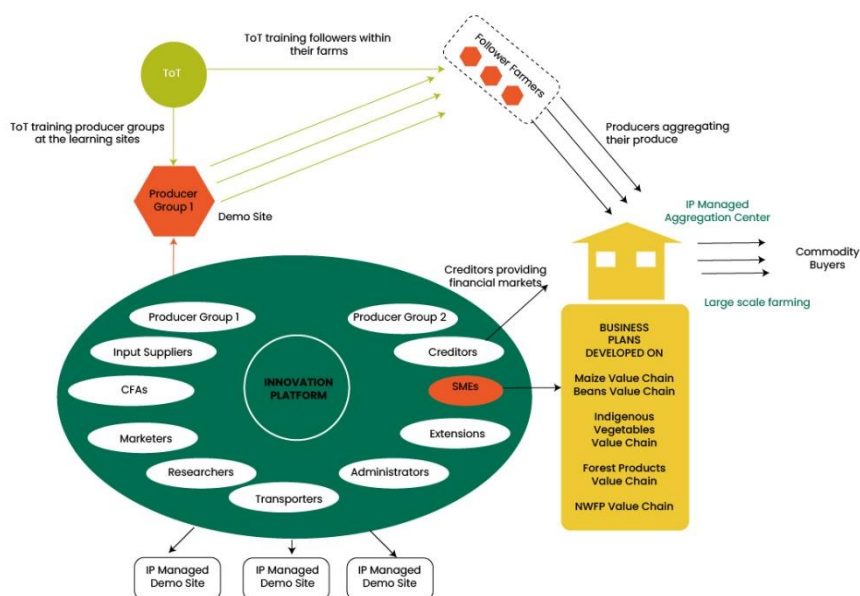 ToT training followers within
their farms
ToT
Follower Farmers
ToT training producer groups
at the learning sites
Producers aggregating
their produce
Producer
Group 1
Demo Site
IP Managed
Aggregation Center
Commodity
Buyers
Creditors providing
financial markets
Large scale farming
Producer Group 1
Producer Group 2
Input Suppliers
Creditors
CFAs
INNOVATION
PLATFORM
SMEs
Marketers
Extensions
Researchers
Administrators
Transporters
BUSINESS
PLANS
DEVELOPED ON
Maize Value Chain
Beans Value Chain
Indigenous
Vegetables
Value Chain
Forest Products
Value Chain
NWFP Value Chain
IP Managed
Demo Site
IP Managed
Demo Site
IP Managed
Demo Site